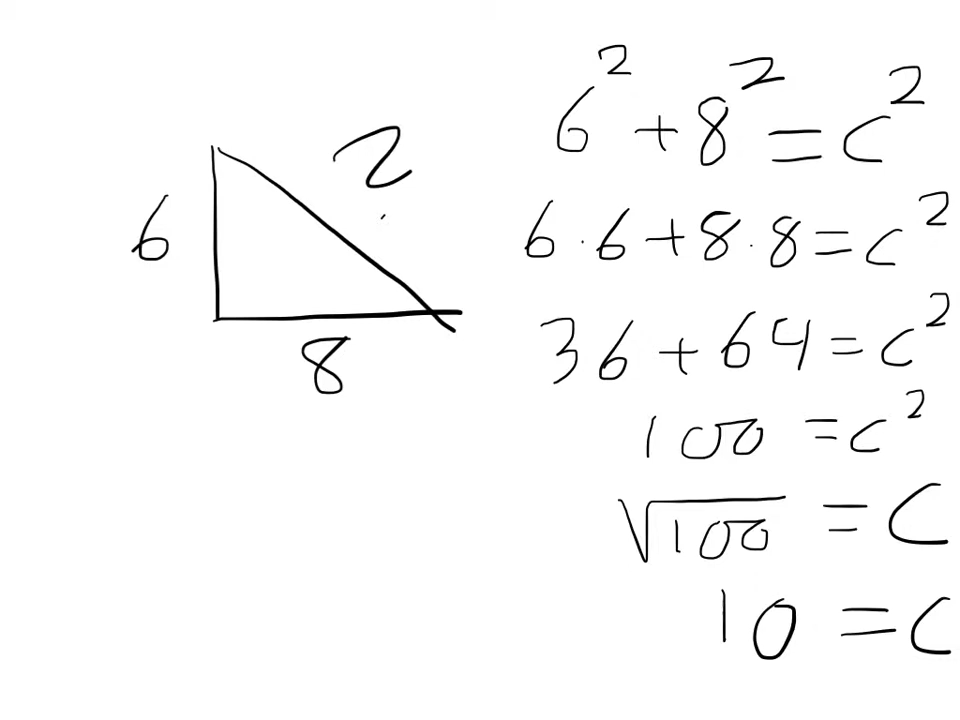 6² + 8² = c²
6 · 6 + 8 · 8 = c²
36 + 64 = c²
100 = c²
√100 = c
10 = c
6
8